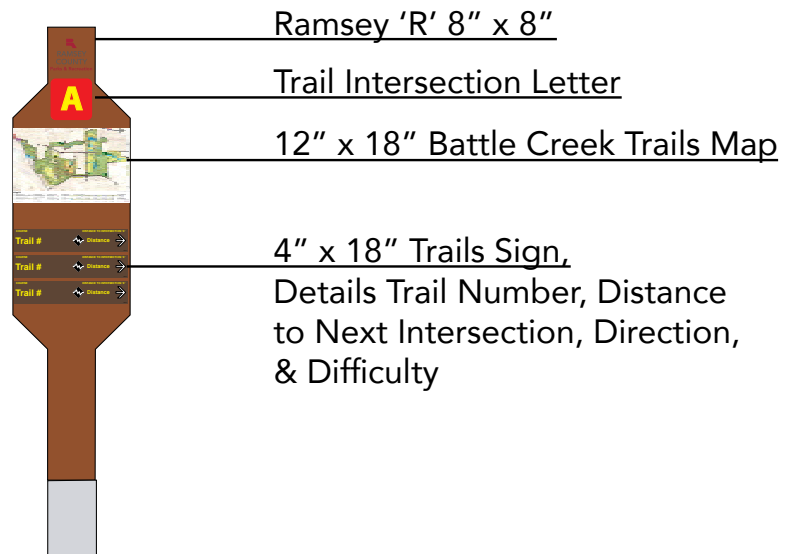 Ramsey ‘R’ 8” x 8”
Trail Intersection Letter
A
12” x 18” Battle Creek Trails Map
4” x 18” Trails Sign,
Details Trail Number, Distance
to Next Intersection, Direction,
& Difficulty
Trail # Distance
Trail # Distance
Trail # Distance